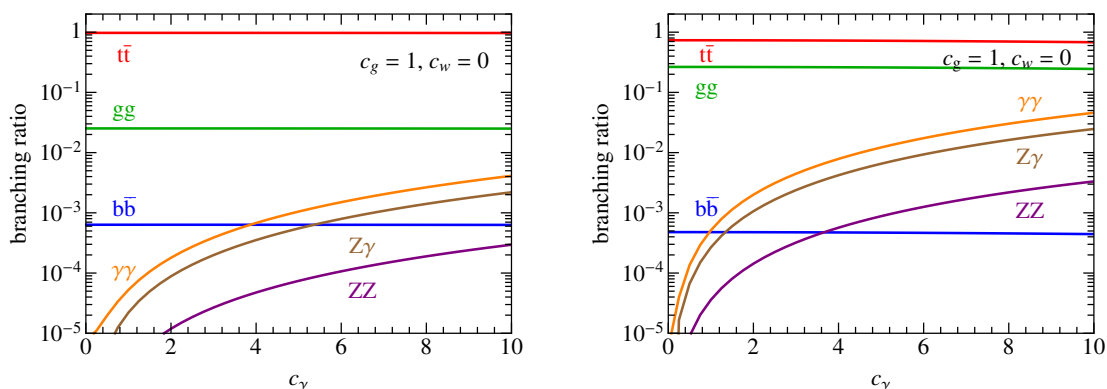 1
10⁻¹
10⁻²
10⁻³
10⁻⁴
10⁻⁵
branching ratio
tt̄
c_g = 1, c_w = 0
gg
bb̄
Zγ
γγ
ZZ
0 2 4 6 8 10
c_γ
1
10⁻¹
10⁻²
10⁻³
10⁻⁴
10⁻⁵
branching ratio
tt̄
c_g = 1, c_w = 0
gg
γγ
Zγ
bb̄
ZZ
0 2 4 6 8 10
c_γ